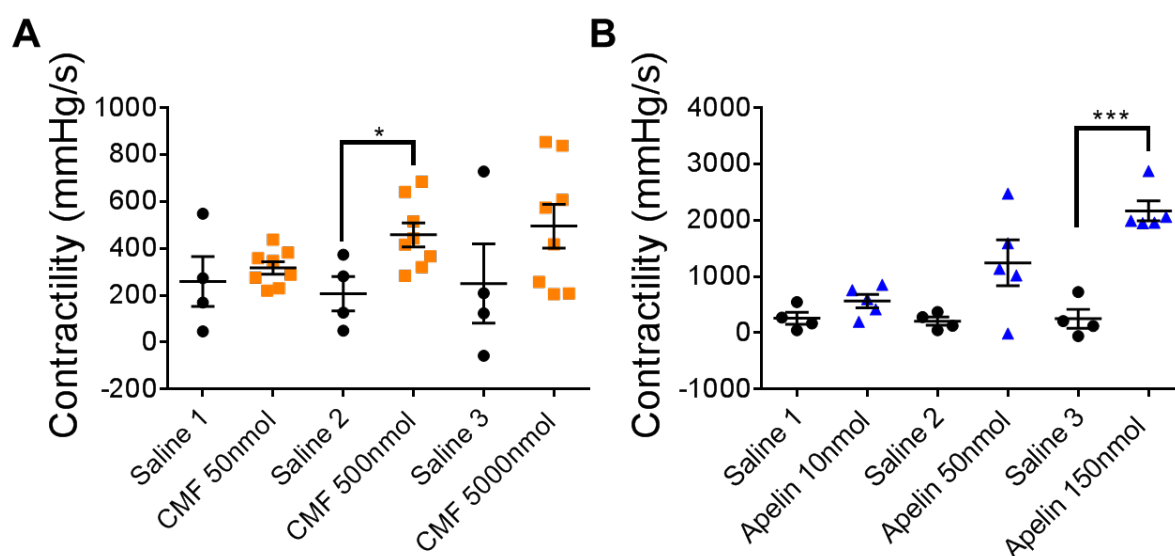 A
Contractility (mmHg/s)
1000
800
600
400
200
0
-200
*
Saline 1
CMF 50nmol
Saline 2
CMF 500nmol
Saline 3
CMF 5000nmol
B
Contractility (mmHg/s)
4000
3000
2000
1000
0
-1000
***
Saline 1
Apelin 10nmol
Saline 2
Apelin 50nmol
Saline 3
Apelin 150nmol